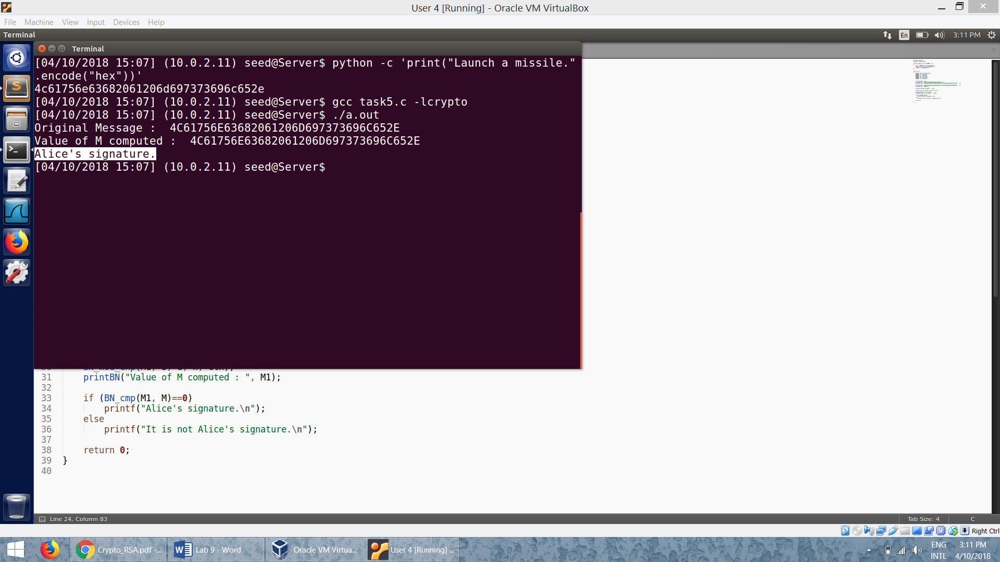 User 4 [Running] - Oracle VM VirtualBox
File Machine View Input Devices Help
Terminal En 3:11 PM
Terminal
[04/10/2018 15:07] (10.0.2.11) seed@Server$ python -c 'print("Launch a missile."
.encode("hex"))'
4c61756e63682061206d697373696c652e
[04/10/2018 15:07] (10.0.2.11) seed@Server$ gcc task5.c -lcrypto
[04/10/2018 15:07] (10.0.2.11) seed@Server$ ./a.out
Original Message :  4C61756E63682061206D697373696C652E
Value of M computed :  4C61756E63682061206D697373696C652E
Alice's signature.
[04/10/2018 15:07] (10.0.2.11) seed@Server$
31 printBN("Value of M computed : ", M1);
32
33 if (BN_cmp(M1, M)==0)
34 printf("Alice's signature.\n");
35 else
36 printf("It is not Alice's signature.\n");
37
38 return 0;
39 }
40
Line 24, Column 83 Tab Size: 4 C
Right Ctrl
Crypto_RSA.pdf -... Lab 9 - Word Oracle VM Virtua... User 4 [Running] ... ENG 3:11 PM
INTL 4/10/2018